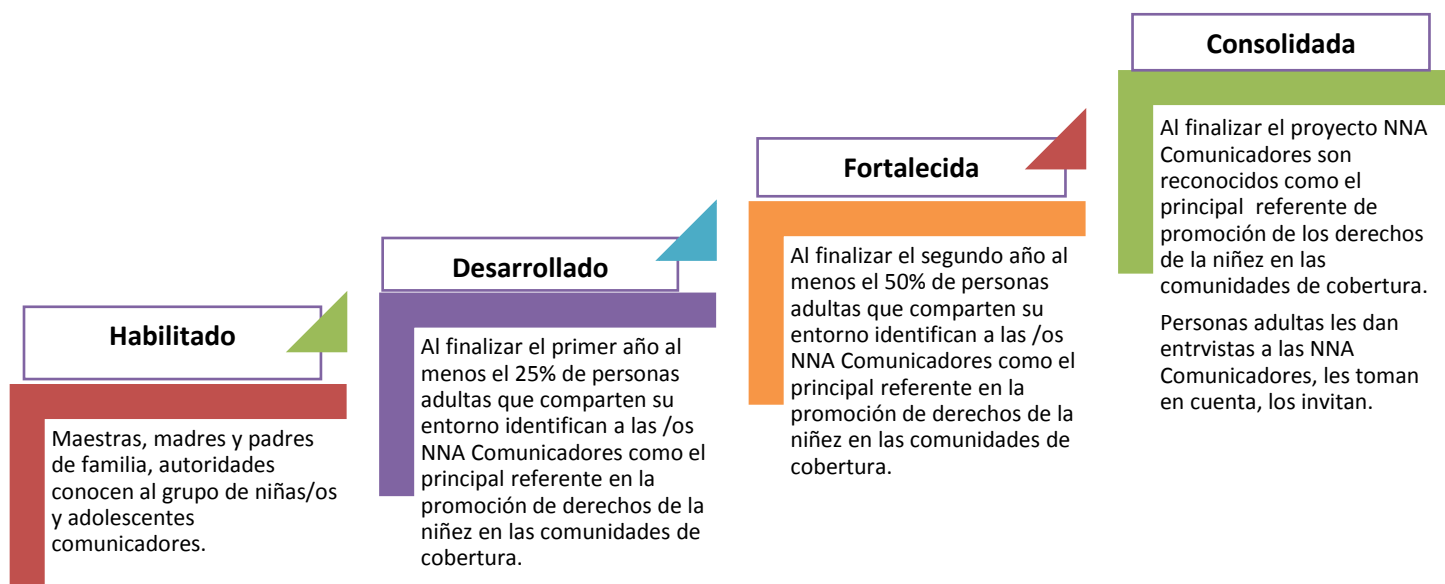 Habilitado
Maestras, madres y padres
de familia, autoridades
conocen al grupo de niñas/os
y adolescentes
comunicadores.
Desarrollado
Al finalizar el primer año al
menos el 25% de personas
adultas que comparten su
entorno identifican a las /os
NNA Comunicadores como el
principal referente en la
promoción de derechos de la
niñez en las comunidades de
cobertura.
Fortalecida
Al finalizar el segundo año al
menos el 50% de personas
adultas que comparten su
entorno identifican a las /os
NNA Comunicadores como el
principal referente en la
promoción de derechos de la
niñez en las comunidades de
cobertura.
Consolidada
Al finalizar el proyecto NNA
Comunicadores son
reconocidos como el
principal  referente de
promoción de los derechos
de la niñez en las
comunidades de cobertura.
Personas adultas les dan
entrvistas a las NNA
Comunicadores, les toman
en cuenta, los invitan.